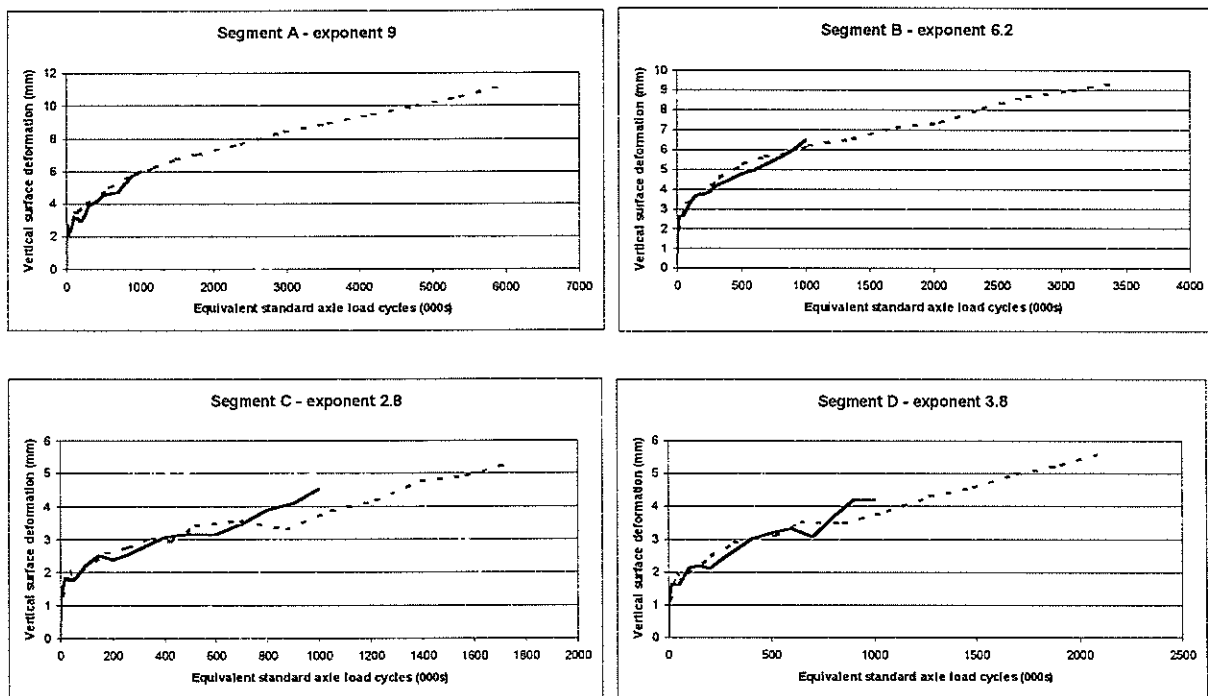 Segment A - exponent 9
Vertical surface deformation (mm)
12
10
8
6
4
2
0
0 1000 2000 3000 4000 5000 6000 7000
Equivalent standard axle load cycles (000s)
Segment B - exponent 6.2
Vertical surface deformation (mm)
10
9
8
7
6
5
4
3
2
1
0
0 500 1000 1500 2000 2500 3000 3500 4000
Equivalent standard axle load cycles (000s)
Segment C - exponent 2.8
Vertical surface deformation (mm)
6
5
4
3
2
1
0
0 200 400 600 800 1000 1200 1400 1600 1800 2000
Equivalent standard axle load cycles (000s)
Segment D - exponent 3.8
Vertical surface deformation (mm)
6
5
4
3
2
1
0
0 500 1000 1500 2000 2500
Equivalent standard axle load cycles (000s)